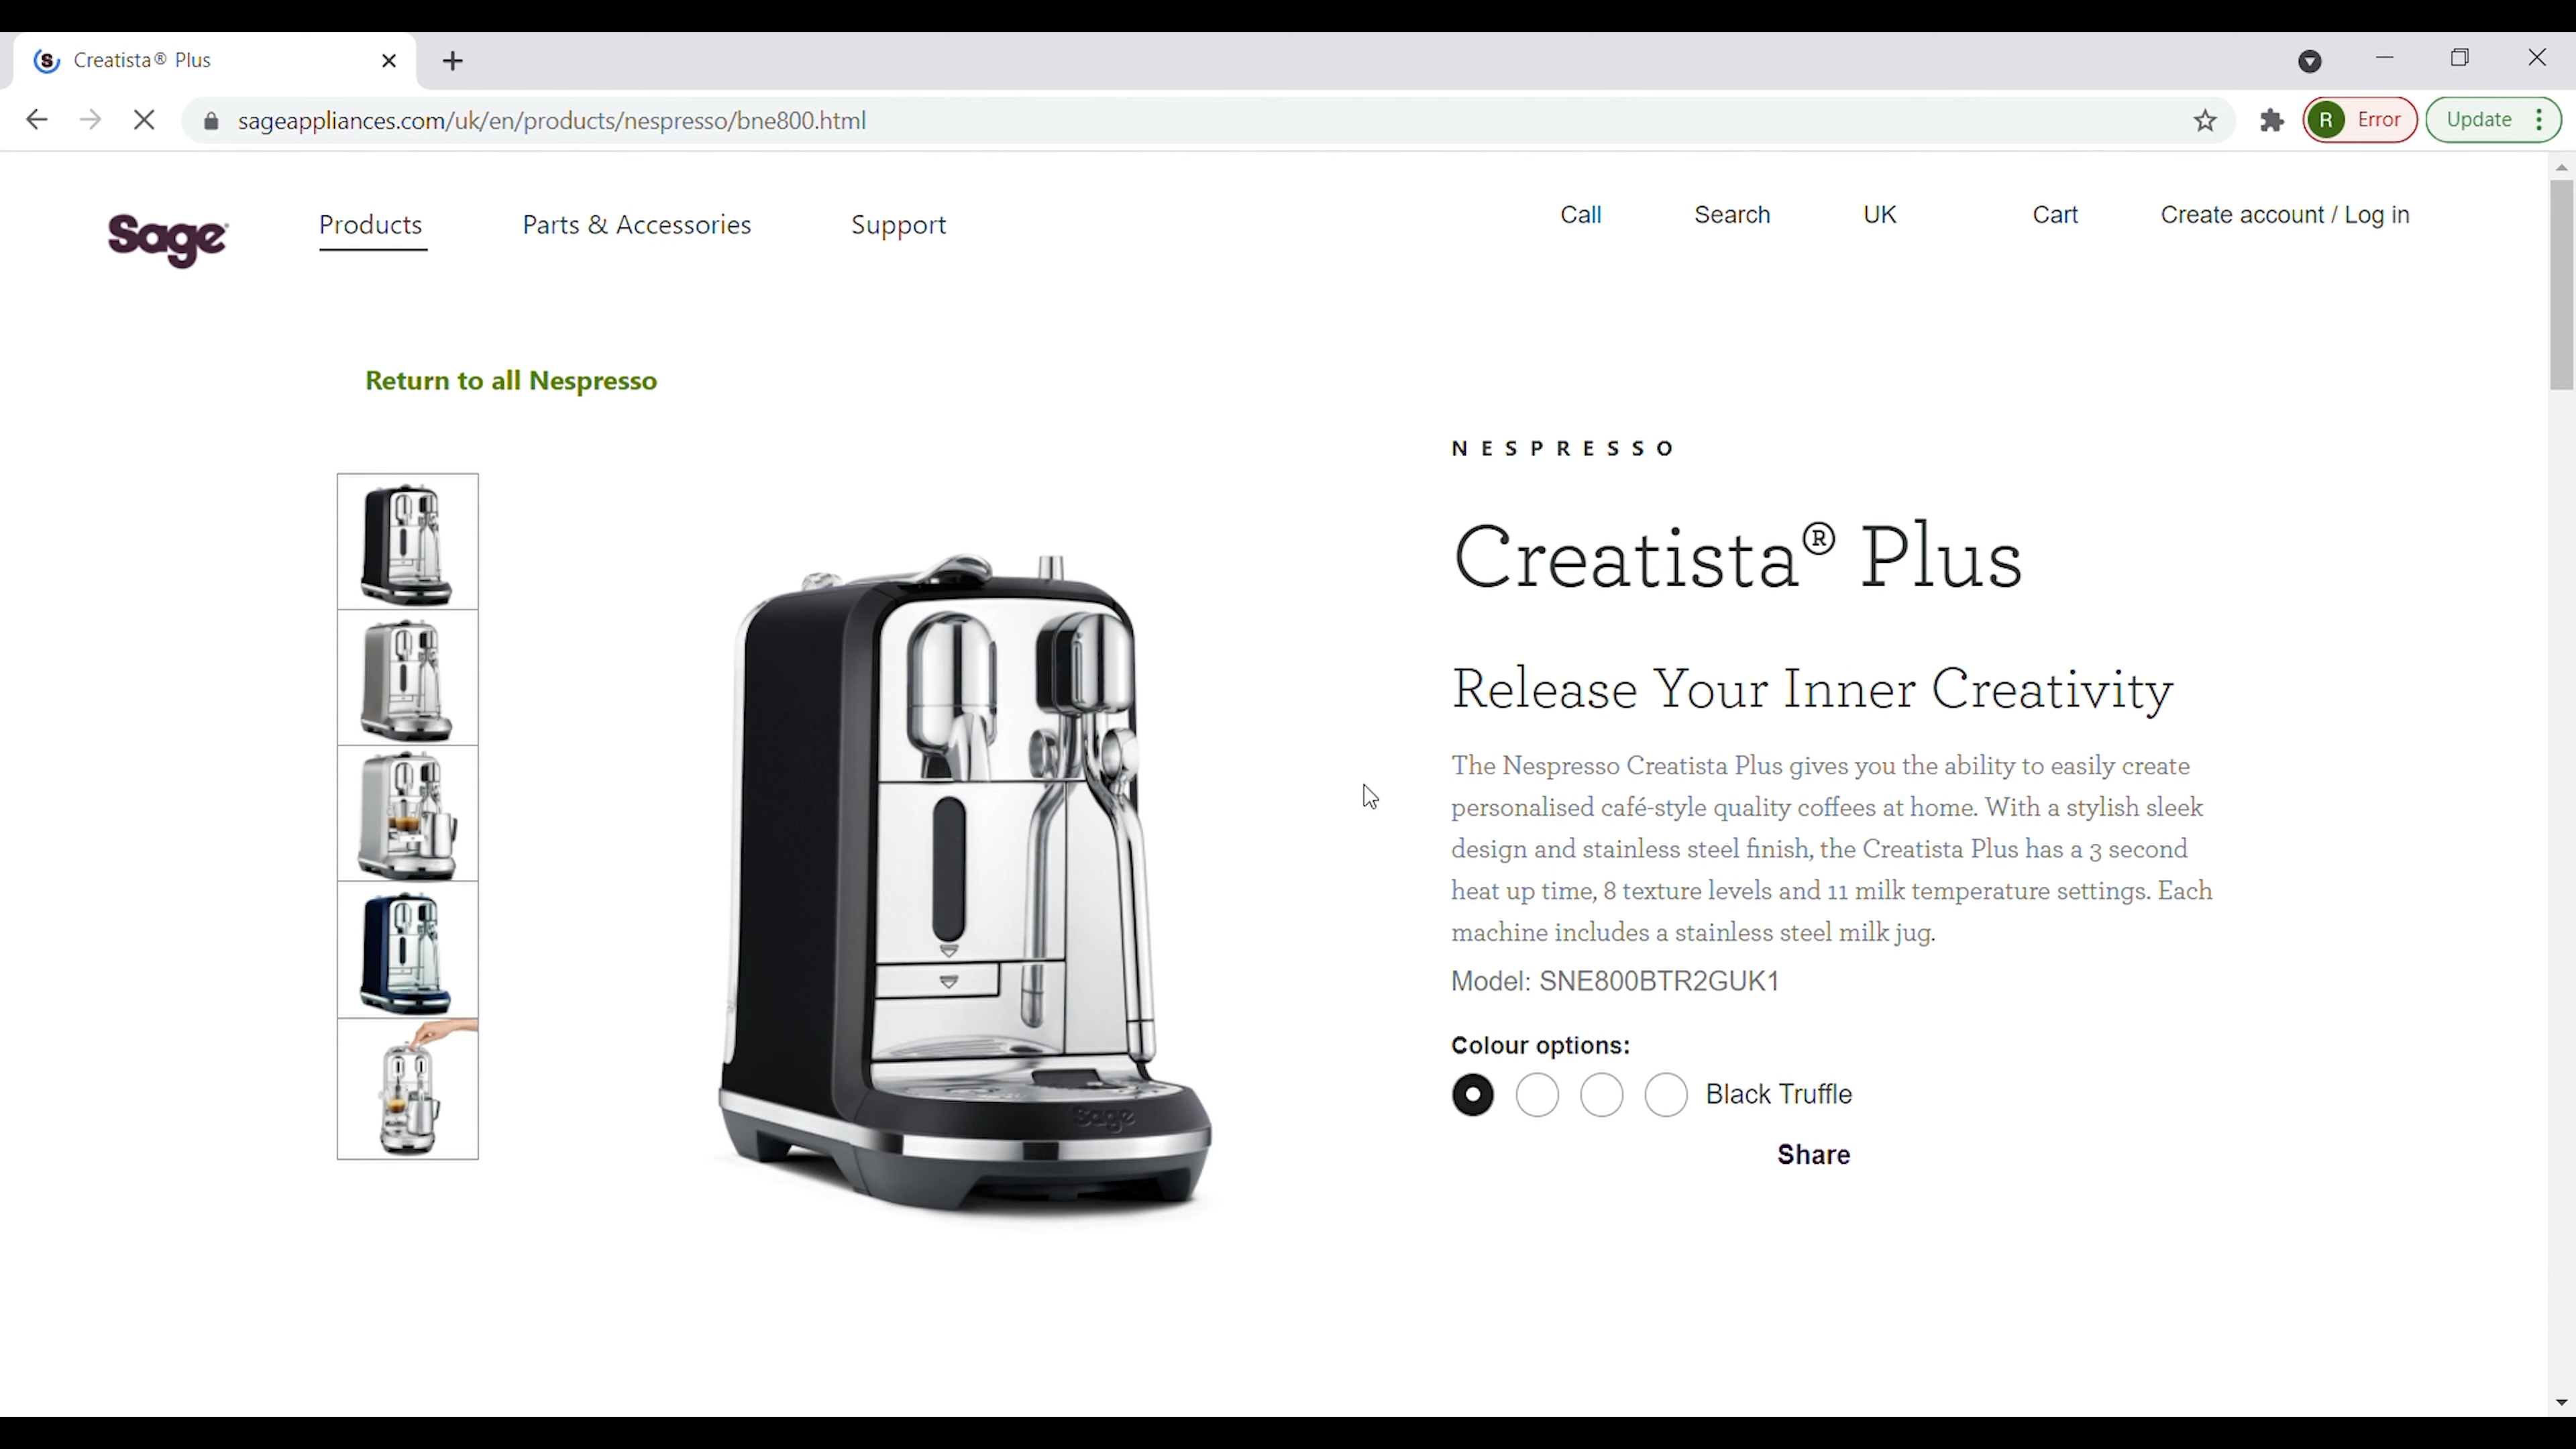 Creatista® Plus
sageappliances.com/uk/en/products/nespresso/bne800.html
R Error
Update
Sage
Products
Parts & Accessories
Support
Call
Search
UK
Cart
Create account / Log in
Return to all Nespresso
NESPRESSO
Creatista® Plus
Release Your Inner Creativity
The Nespresso Creatista Plus gives you the ability to easily create
personalised café-style quality coffees at home. With a stylish sleek
design and stainless steel finish, the Creatista Plus has a 3 second
heat up time, 8 texture levels and 11 milk temperature settings. Each
machine includes a stainless steel milk jug.
Model: SNE800BTR2GUK1
Colour options:
Black Truffle
Share
Sage